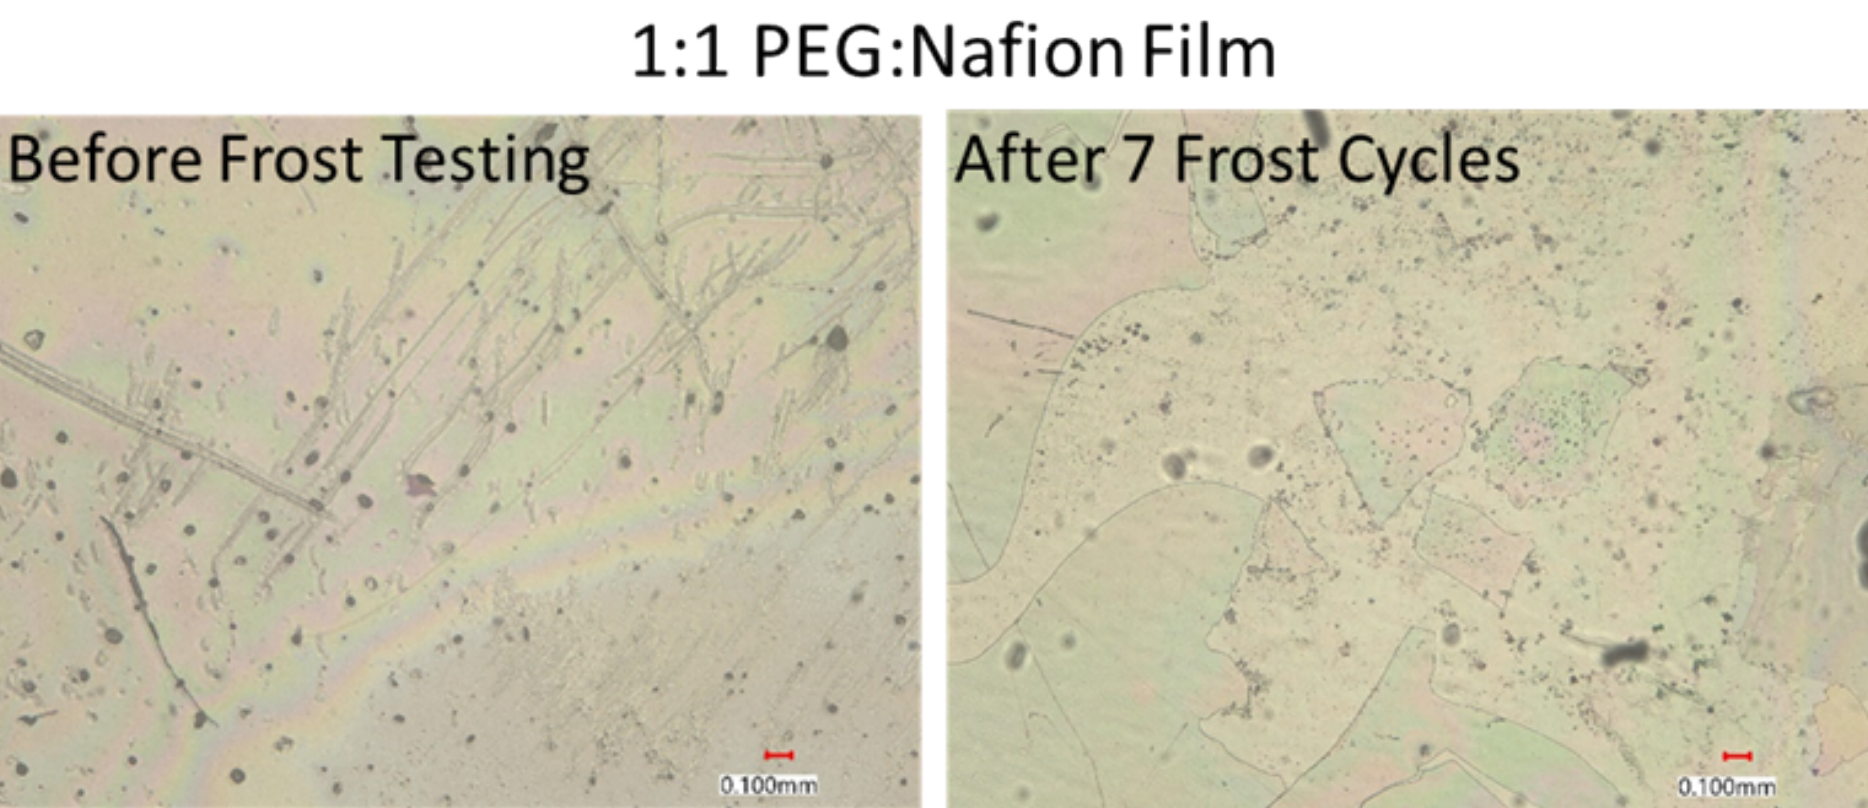 1:1 PEG:Nafion Film
Before Frost Testing
After 7 Frost Cycles
0.100mm
0.100mm